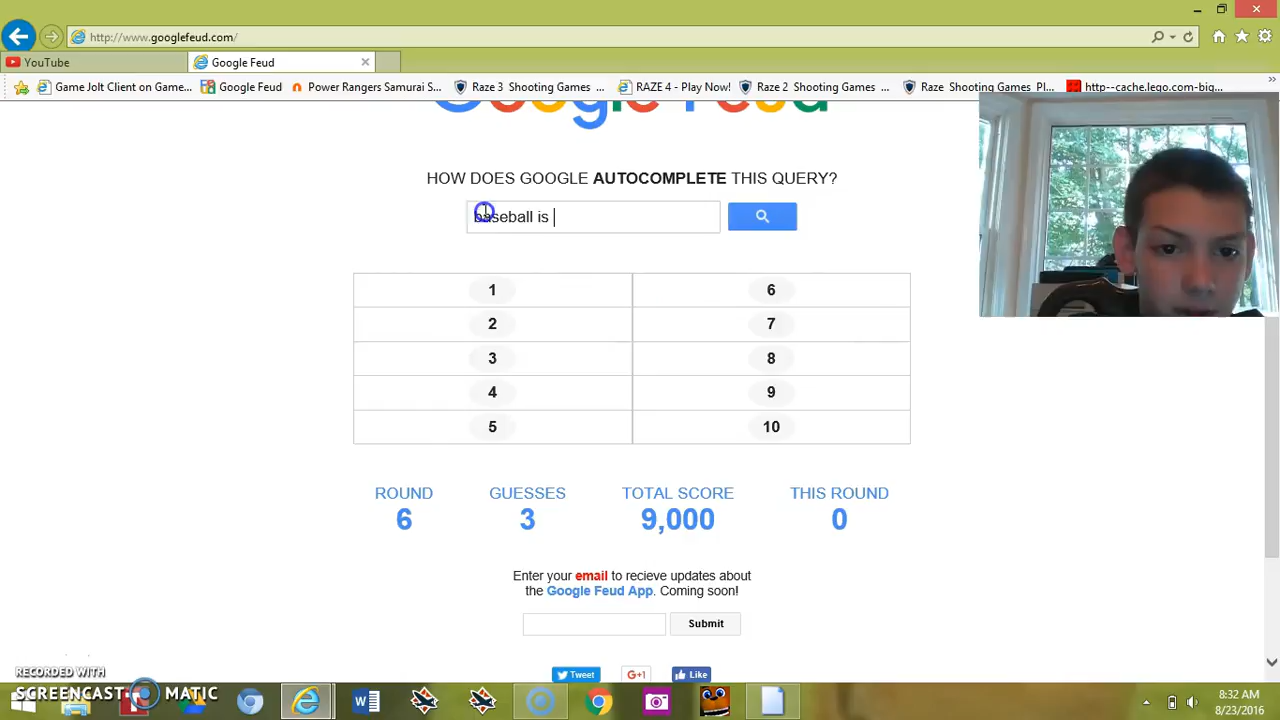 http://www.googlefeud.com/
YouTube
Google Feud
Game Jolt Client on Game...
Google Feud
Power Rangers Samurai S...
Raze 3 Shooting Games ...
RAZE 4 - Play Now!
Raze 2 Shooting Games ...
Raze Shooting Games Pl...
http--cache.lego.com-big...
Google Feud
HOW DOES GOOGLE AUTOCOMPLETE THIS QUERY?
baseball is
1 6
2 7
3 8
4 9
5 10
ROUND GUESSES TOTAL SCORE THIS ROUND
6 3 9,000 0
Enter your email to recieve updates about
the Google Feud App. Coming soon!
Submit
Tweet G+1 Like
RECORDED WITH
SCREENCAST MATIC
8:32 AM
8/23/2016